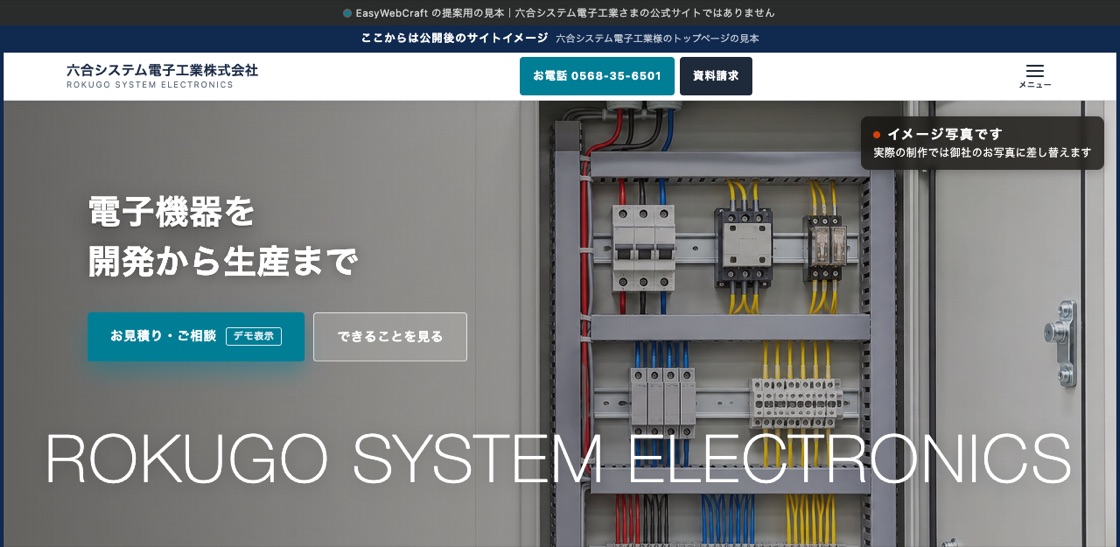 EasyWebCraft の提案用の見本｜六合システム電子工業さまの公式サイトではありません
ここからは公開後のサイトイメージ 六合システム電子工業様のトップページの見本
六合システム電子工業株式会社
ROKUGO SYSTEM ELECTRONICS
お電話 0568-35-6501
資料請求
メニュー
イメージ写真です
実際の制作では御社のお写真に差し替えます
電子機器を
開発から生産まで
お見積り・ご相談 デモ表示
できることを見る
ROKUGO SYSTEM ELECTRONICS